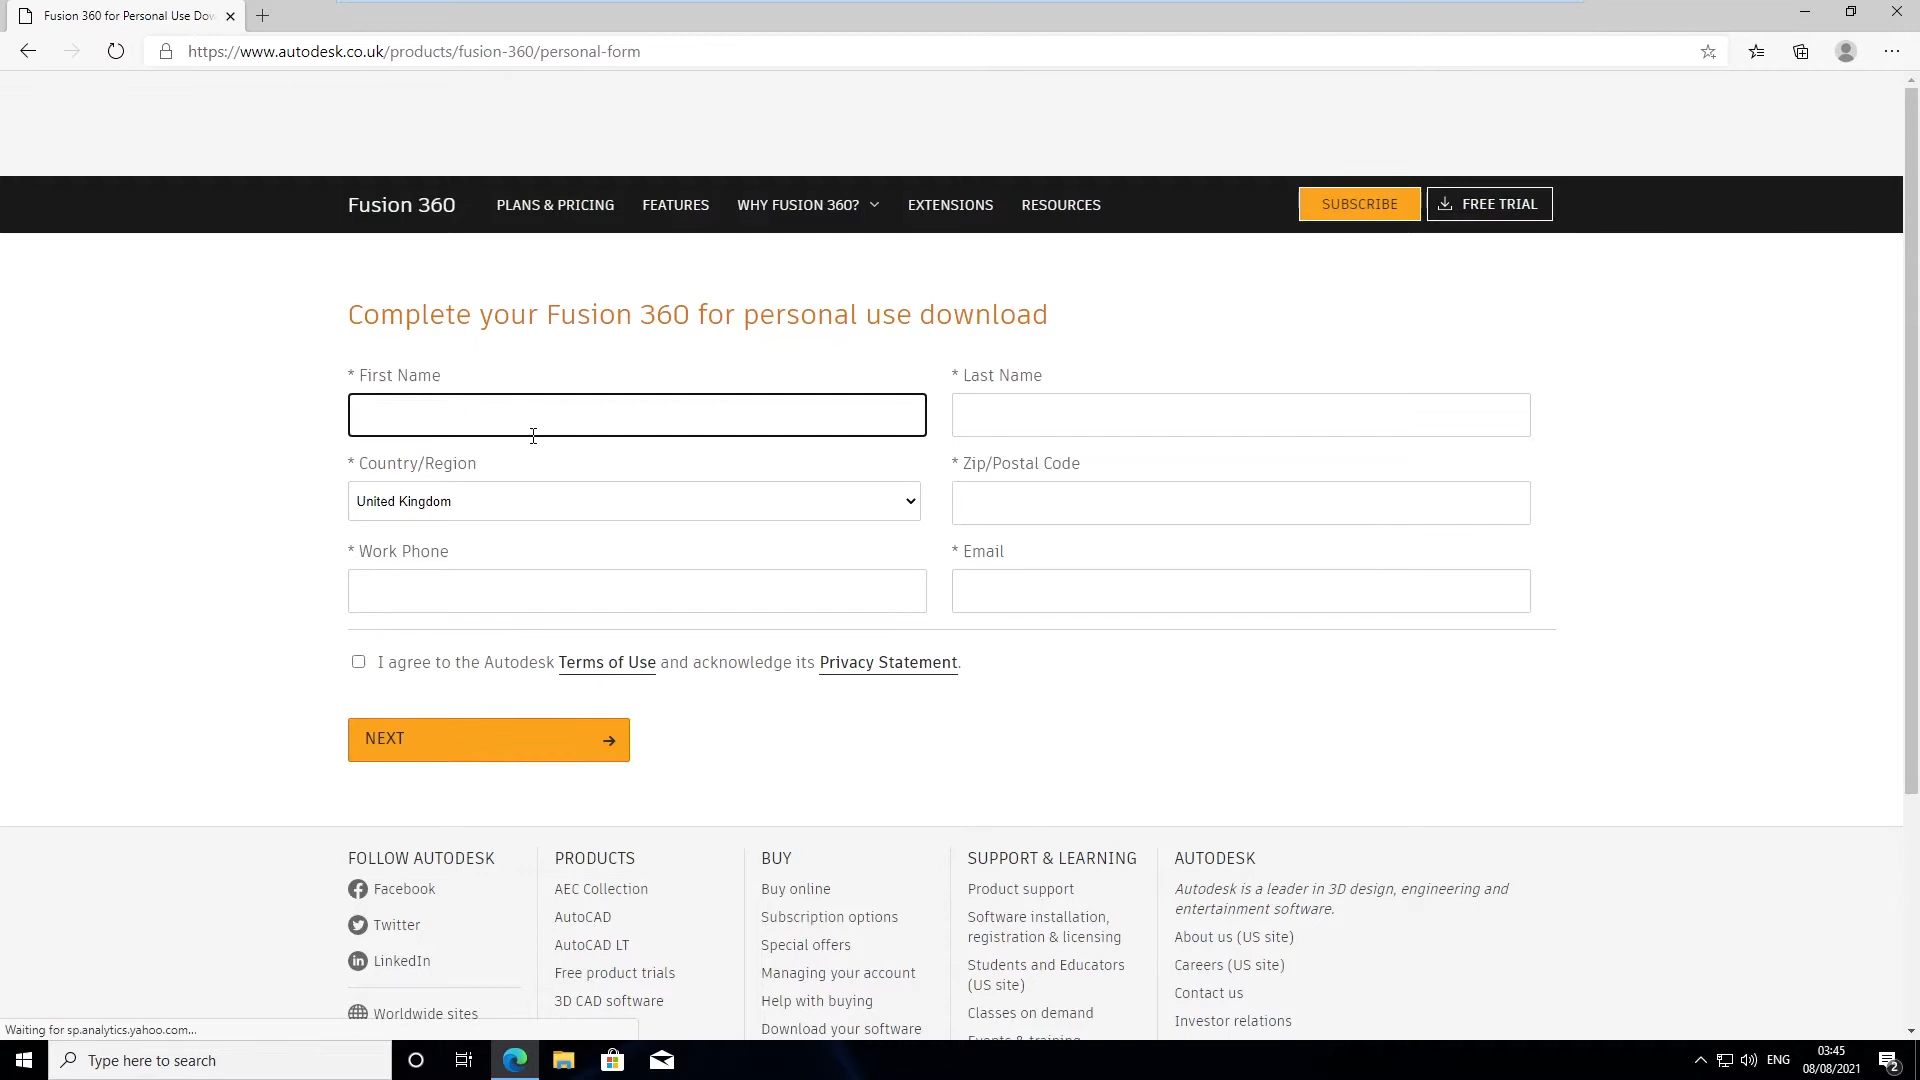 Fusion 360 for Personal Use Dow
https://www.autodesk.co.uk/products/fusion-360/personal-form
Fusion 360
PLANS & PRICING
FEATURES
WHY FUSION 360?
EXTENSIONS
RESOURCES
SUBSCRIBE
FREE TRIAL
Complete your Fusion 360 for personal use download
* First Name
* Last Name
* Country/Region
* Zip/Postal Code
United Kingdom
* Work Phone
* Email
I agree to the Autodesk Terms of Use and acknowledge its Privacy Statement.
NEXT
FOLLOW AUTODESK
Facebook
Twitter
LinkedIn
Worldwide sites
PRODUCTS
AEC Collection
AutoCAD
AutoCAD LT
Free product trials
3D CAD software
BUY
Buy online
Subscription options
Special offers
Managing your account
Help with buying
Download your software
SUPPORT & LEARNING
Product support
Software installation,
registration & licensing
Students and Educators
(US site)
Classes on demand
Events & training
AUTODESK
Autodesk is a leader in 3D design, engineering and
entertainment software.
About us (US site)
Careers (US site)
Contact us
Investor relations
Waiting for sp.analytics.yahoo.com...
Type here to search
ENG
03:45
08/08/2021
2